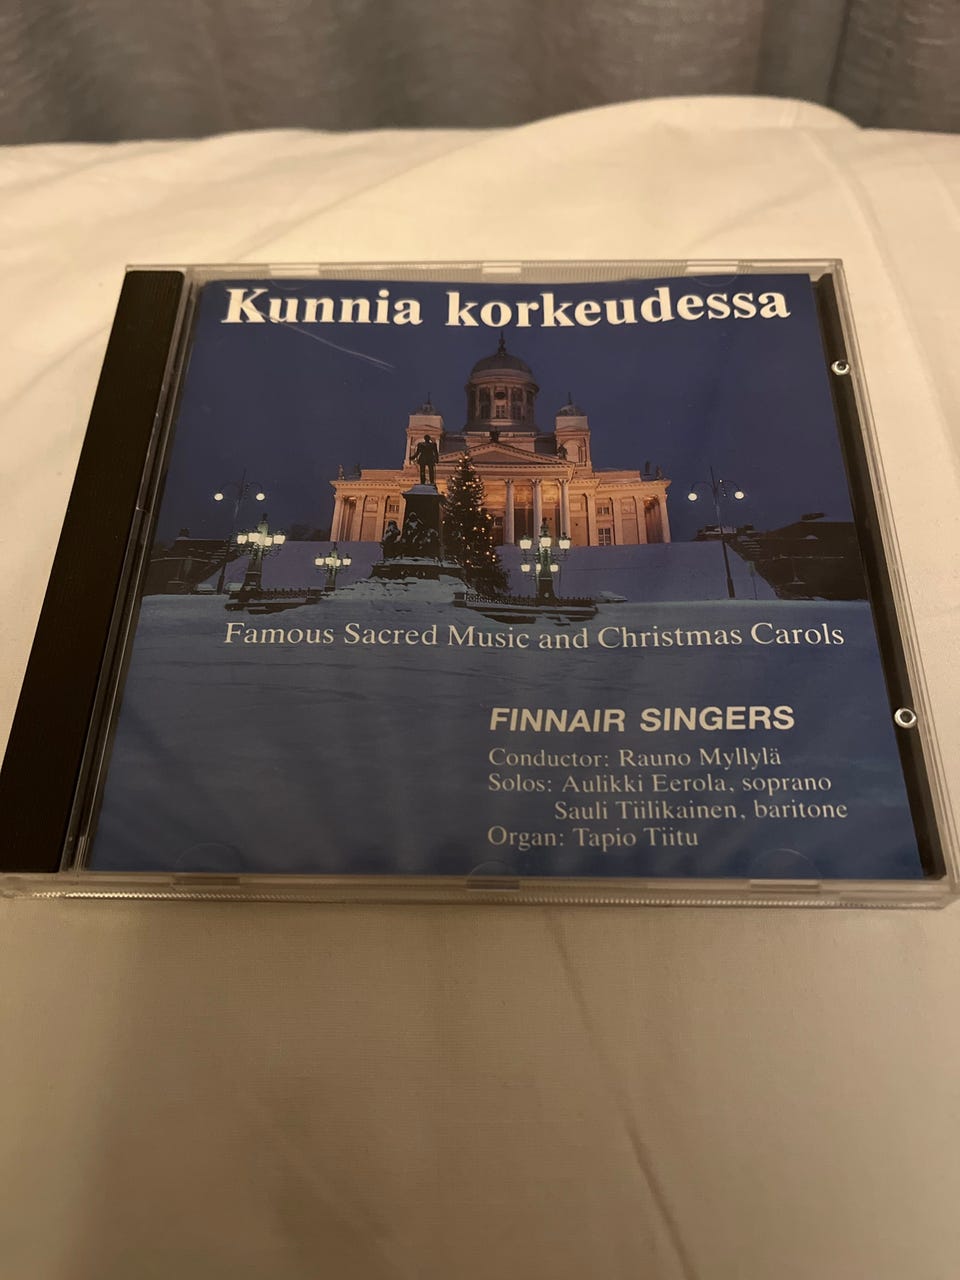 Kunnia korkeudessa
Famous Sacred Music and Christmas Carols
FINNAIR SINGERS
Conductor: Rauno Myllylä
Solos: Aulikki Eerola, soprano
Sauli Tiilikainen, baritone
Organ: Tapio Tiitu